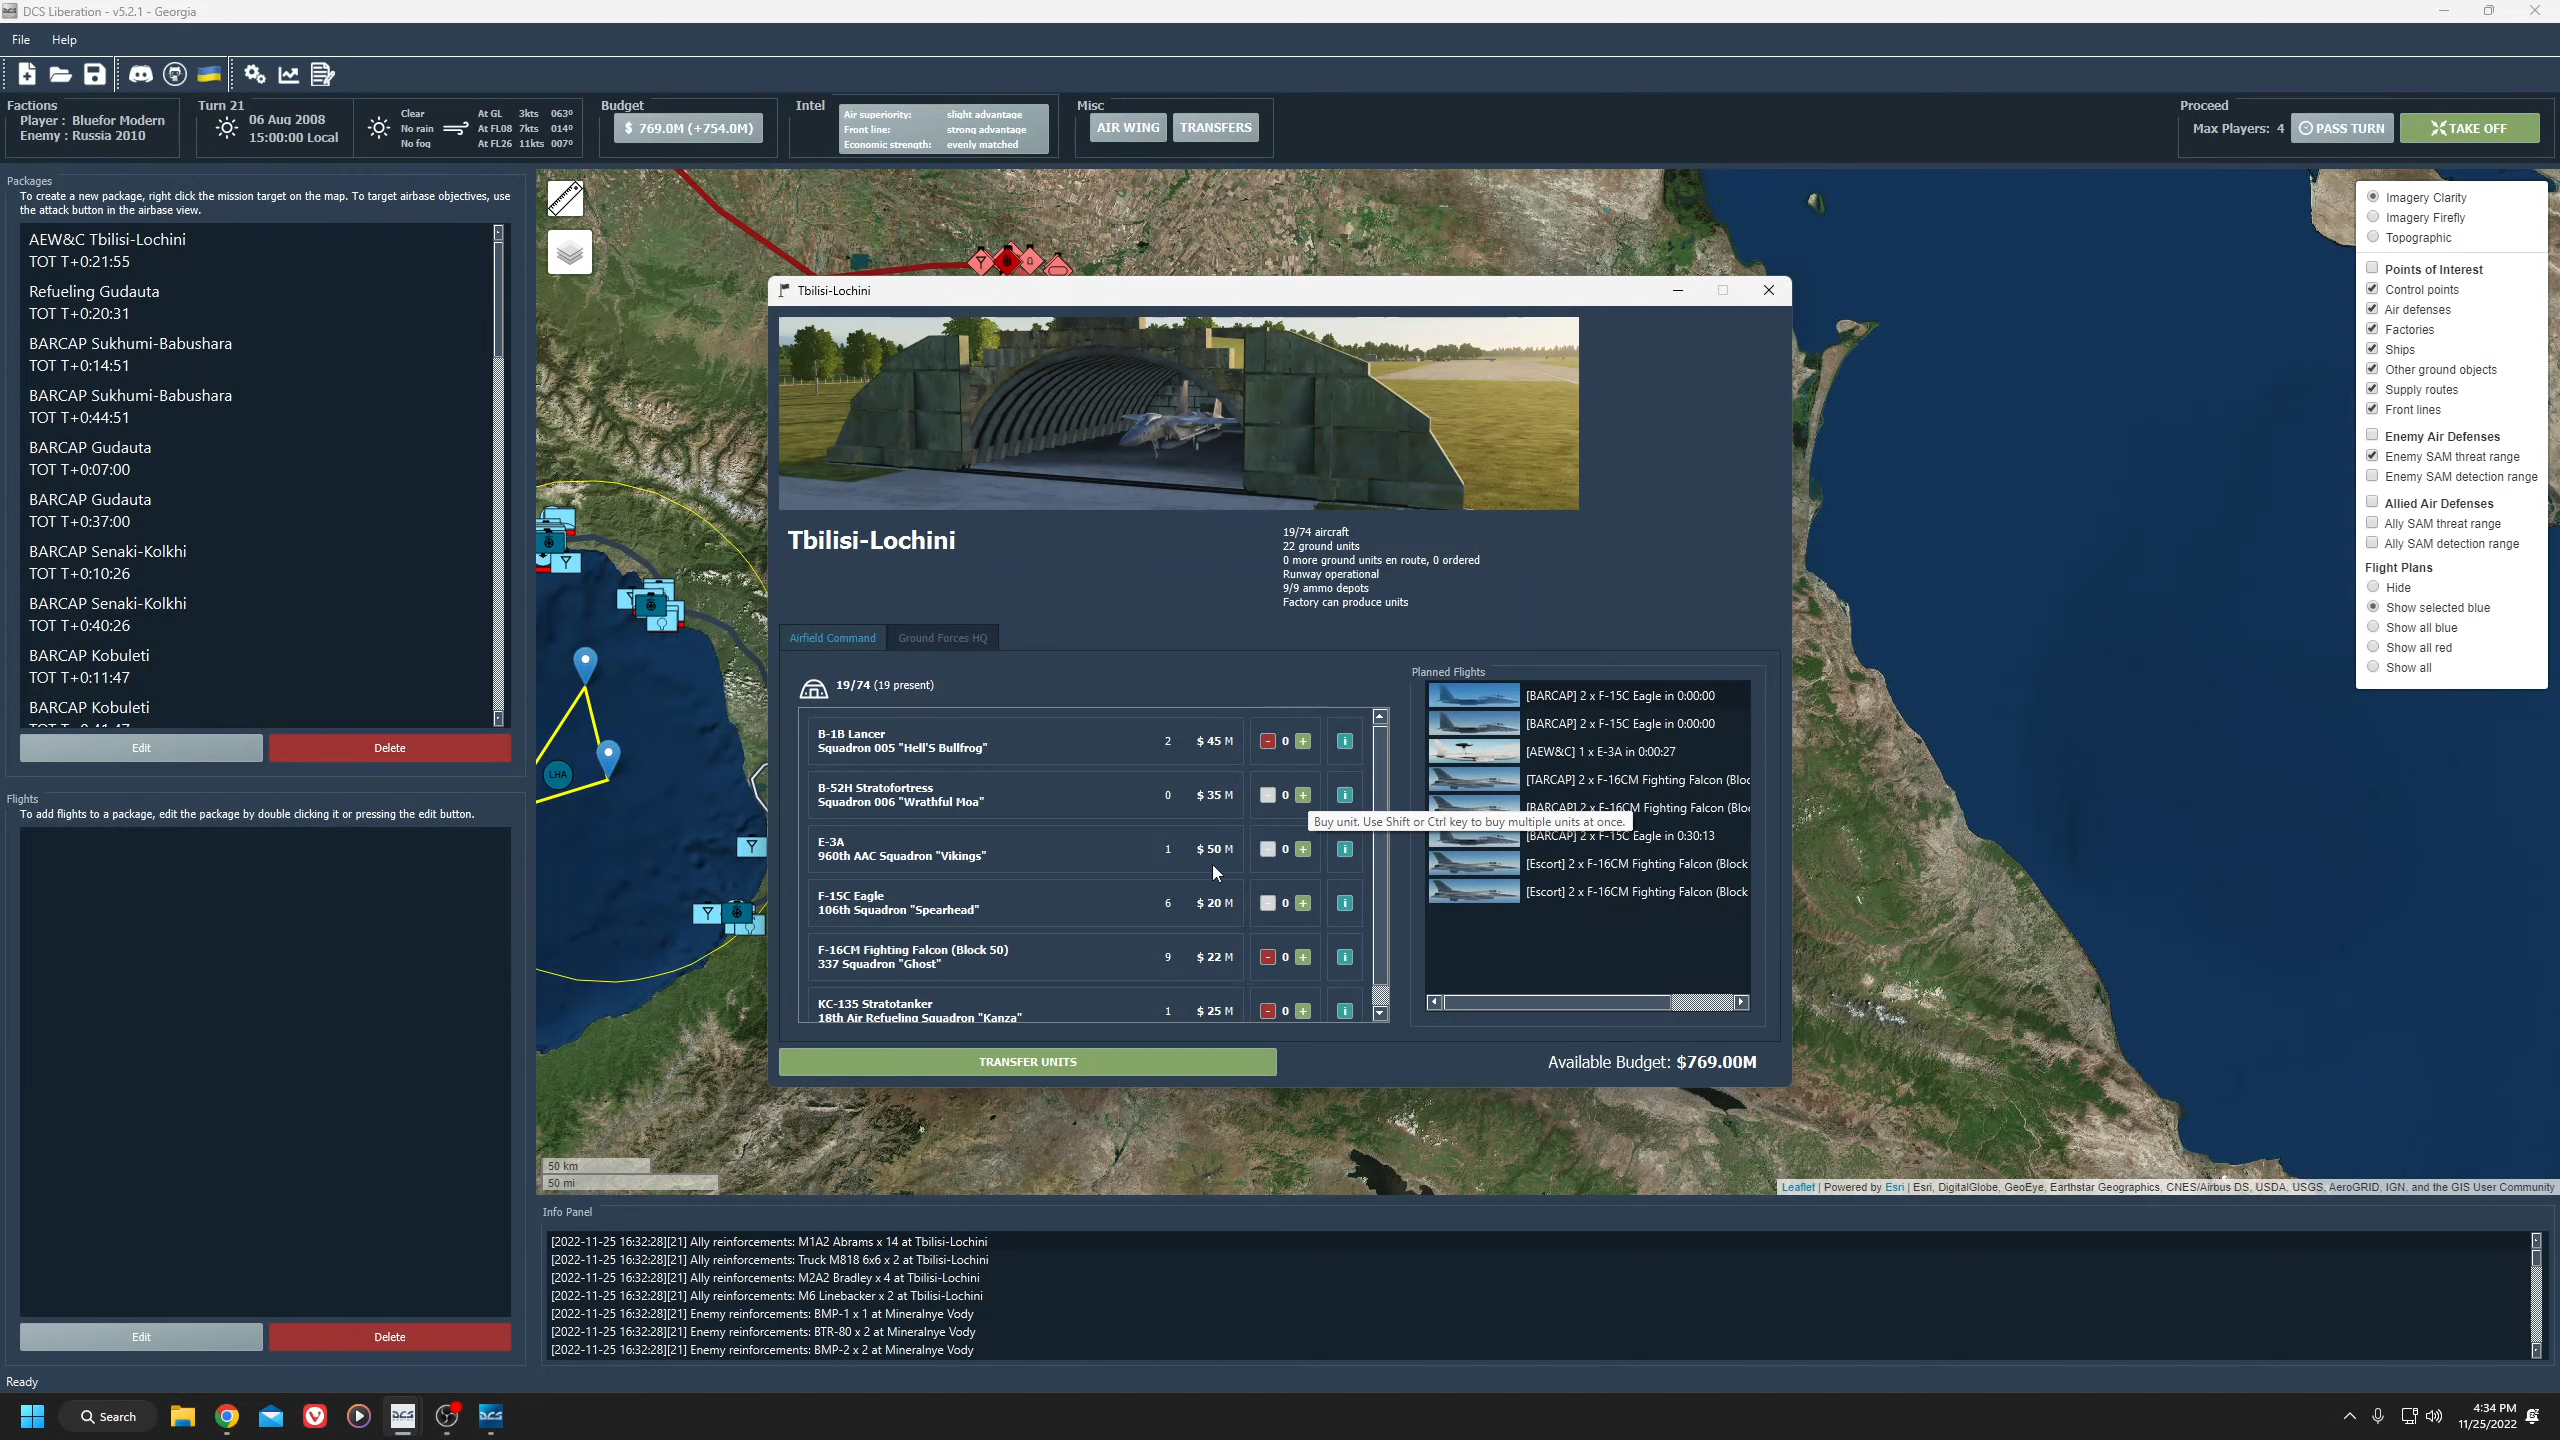 DCS Liberation - v5.2.1 - Georgia
File
Help
Factions
Player : Bluefor Modern
Enemy : Russia 2010
Turn 21
06 Aug 2008
15:00:00 Local
Clear
No rain
No fog
At GL 3kts 063º
At FL08 7kts 014º
At FL26 11kts 007º
Budget
$ 769.0M (+754.0M)
Intel
Air superiority: slight advantage
Front line: strong advantage
Economic strength: evenly matched
Misc
AIR WING
TRANSFERS
Proceed
Max Players: 4
PASS TURN
TAKE OFF
Packages
To create a new package, right click the mission target on the map. To target airbase objectives, use
the attack button in the airbase view.
AEW&C Tbilisi-Lochini
TOT T+0:21:55
Refueling Gudauta
TOT T+0:20:31
BARCAP Sukhumi-Babushara
TOT T+0:14:51
BARCAP Sukhumi-Babushara
TOT T+0:44:51
BARCAP Gudauta
TOT T+0:07:00
BARCAP Gudauta
TOT T+0:37:00
BARCAP Senaki-Kolkhi
TOT T+0:10:26
BARCAP Senaki-Kolkhi
TOT T+0:40:26
BARCAP Kobuleti
TOT T+0:11:47
BARCAP Kobuleti
TOT T+0:41:47
Edit
Delete
Flights
To add flights to a package, edit the package by double clicking it or pressing the edit button.
Edit
Delete
Ready
LHA
Tbilisi-Lochini
Tbilisi-Lochini
19/74 aircraft
22 ground units
0 more ground units en route, 0 ordered
Runway operational
9/9 ammo depots
Factory can produce units
Airfield Command
Ground Forces HQ
19/74 (19 present)
B-1B Lancer
Squadron 005 "Hell'S Bullfrog"
2 $ 45 M - 0 + i
B-52H Stratofortress
Squadron 006 "Wrathful Moa"
0 $ 35 M - 0 + i
Buy unit. Use Shift or Ctrl key to buy multiple units at once.
E-3A
960th AAC Squadron "Vikings"
1 $ 50 M - 0 + i
F-15C Eagle
106th Squadron "Spearhead"
6 $ 20 M - 0 + i
F-16CM Fighting Falcon (Block 50)
337 Squadron "Ghost"
9 $ 22 M - 0 + i
KC-135 Stratotanker
18th Air Refueling Squadron "Kanza"
1 $ 25 M - 0 + i
Planned Flights
[BARCAP] 2 x F-15C Eagle in 0:00:00
[BARCAP] 2 x F-15C Eagle in 0:00:00
[AEW&C] 1 x E-3A in 0:00:27
[TARCAP] 2 x F-16CM Fighting Falcon (Bloc
[BARCAP] 2 x F-16CM Fighting Falcon (Bloc
[BARCAP] 2 x F-15C Eagle in 0:30:13
[Escort] 2 x F-16CM Fighting Falcon (Block
[Escort] 2 x F-16CM Fighting Falcon (Block
TRANSFER UNITS
Available Budget: $769.00M
Imagery Clarity
Imagery Firefly
Topographic
Points of Interest
Control points
Air defenses
Factories
Ships
Other ground objects
Supply routes
Front lines
Enemy Air Defenses
Enemy SAM threat range
Enemy SAM detection range
Allied Air Defenses
Ally SAM threat range
Ally SAM detection range
Flight Plans
Hide
Show selected blue
Show all blue
Show all red
Show all
50 km
50 mi
Leaflet | Powered by Esri | Esri, DigitalGlobe, GeoEye, Earthstar Geographics, CNES/Airbus DS, USDA, USGS, AeroGRID, IGN, and the GIS User Community
Info Panel
[2022-11-25 16:32:28][21] Ally reinforcements: M1A2 Abrams x 14 at Tbilisi-Lochini
[2022-11-25 16:32:28][21] Ally reinforcements: Truck M818 6x6 x 2 at Tbilisi-Lochini
[2022-11-25 16:32:28][21] Ally reinforcements: M2A2 Bradley x 4 at Tbilisi-Lochini
[2022-11-25 16:32:28][21] Ally reinforcements: M6 Linebacker x 2 at Tbilisi-Lochini
[2022-11-25 16:32:28][21] Enemy reinforcements: BMP-1 x 1 at Mineralnye Vody
[2022-11-25 16:32:28][21] Enemy reinforcements: BTR-80 x 2 at Mineralnye Vody
[2022-11-25 16:32:28][21] Enemy reinforcements: BMP-2 x 2 at Mineralnye Vody
Search
4:34 PM
11/25/2022